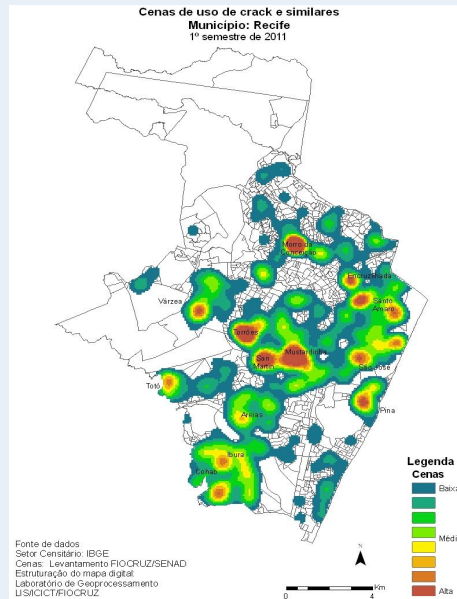 Cenas de uso de crack e similares
Município: Recife
1º semestre de 2011
Morro da
Conceição
Encruzilhada
Santo
Amaro
Várzea
Torrões
San
Martin
Mustardinha
São José
Totó
Pina
Areias
Ibura
Cohab
Legenda
Cenas
Baixa
Média
Alta
Fonte de dados
Setor Censitário: IBGE
Cenas: Levantamento FIOCRUZ/SENAD
Estruturação do mapa digital:
Laboratório de Geoprocessamento
LIS/ICICT/FIOCRUZ
N
Km
0
4